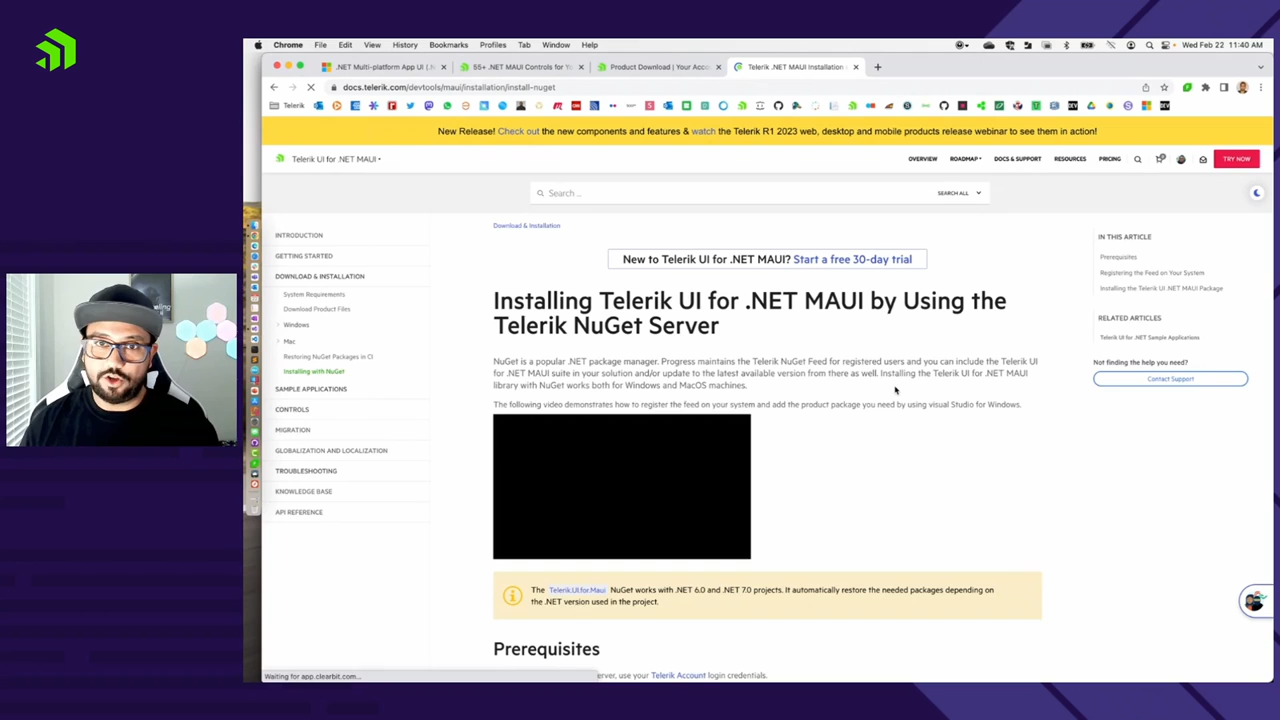 Chrome File Edit View History Bookmarks Profiles Tab Window Help
Wed Feb 22 11:40 AM
.NET Multi-platform App UI (.N
55+ .NET MAUI Controls for Yo
Product Download | Your Acco
Telerik .NET MAUI Installation -
docs.telerik.com/devtools/maui/installation/install-nuget
Telerik
New Release! Check out the new components and features & watch the Telerik R1 2023 web, desktop and mobile products release webinar to see them in action!
Telerik UI for .NET MAUI
OVERVIEW ROADMAP DOCS & SUPPORT RESOURCES PRICING TRY NOW
Search ...
SEARCH ALL
INTRODUCTION
GETTING STARTED
DOWNLOAD & INSTALLATION
System Requirements
Download Product Files
Windows
Mac
Restoring NuGet Packages in CI
Installing with NuGet
SAMPLE APPLICATIONS
CONTROLS
MIGRATION
GLOBALIZATION AND LOCALIZATION
TROUBLESHOOTING
KNOWLEDGE BASE
API REFERENCE
Download & Installation
New to Telerik UI for .NET MAUI? Start a free 30-day trial
Installing Telerik UI for .NET MAUI by Using the
Telerik NuGet Server
NuGet is a popular .NET package manager. Progress maintains the Telerik NuGet Feed for registered users and you can include the Telerik UI
for .NET MAUI suite in your solution and/or update to the latest available version from there as well. Installing the Telerik UI for .NET MAUI
library with NuGet works both for Windows and MacOS machines.
The following video demonstrates how to register the feed on your system and add the product package you need by using visual Studio for Windows.
The Telerik.UI.for.Maui NuGet works with .NET 6.0 and .NET 7.0 projects. It automatically restore the needed packages depending on
the .NET version used in the project.
Prerequisites
erver, use your Telerik Account login credentials.
IN THIS ARTICLE
Prerequisites
Registering the Feed on Your System
Installing the Telerik UI .NET MAUI Package
RELATED ARTICLES
Telerik UI for .NET Sample Applications
Not finding the help you need?
Contact Support
Waiting for app.clearbit.com...